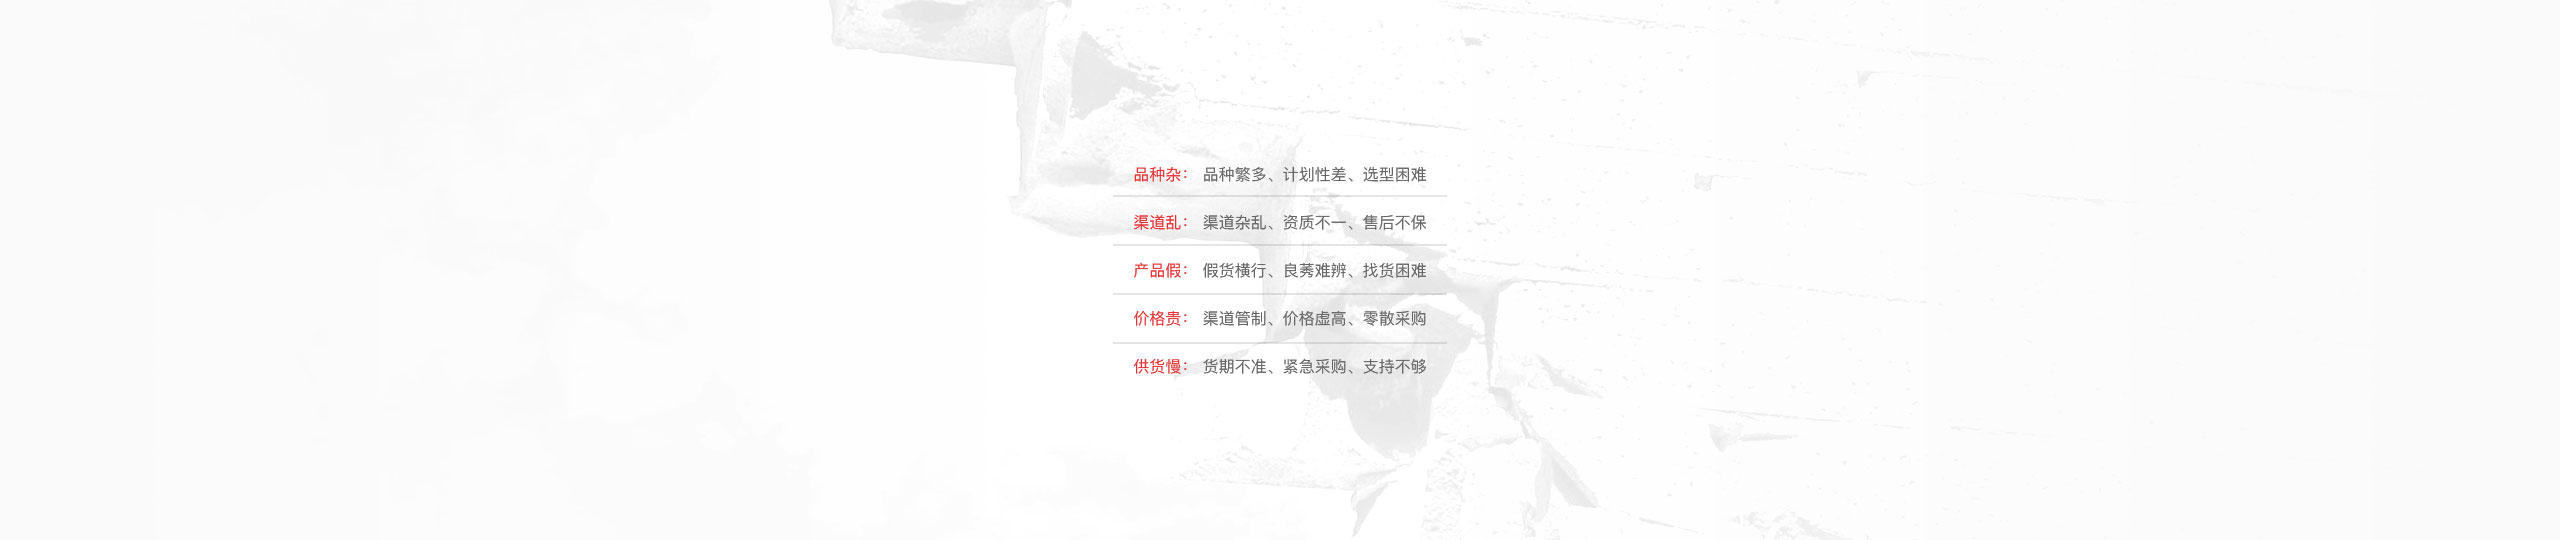 品种杂： 品种繁多、计划性差、选型困难
渠道乱： 渠道杂乱、资质不一、售后不保
产品假： 假货横行、良莠难辨、找货困难
价格贵： 渠道管制、价格虚高、零散采购
供货慢： 货期不准、紧急采购、支持不够